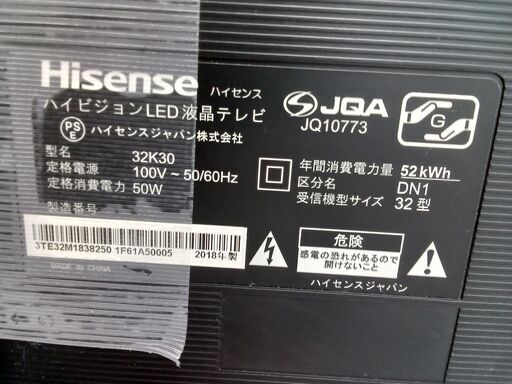 Hisense ハイセンス
ハイビジョンLED液晶テレビ
PS
E
ハイセンスジャパン株式会社
型名 32K30
定格電源 100V～50/60Hz
定格消費電力 50W
製造番号
3TE32M1838250 1F61A50005 2018年製
MADE IN CHINA
JQA
JQ10773
G
年間消費電力量 52kWh
区分名 DN1
受信機型サイズ 32型
危険
感電の恐れがあるので
開けないこと
ハイセンスジャパン